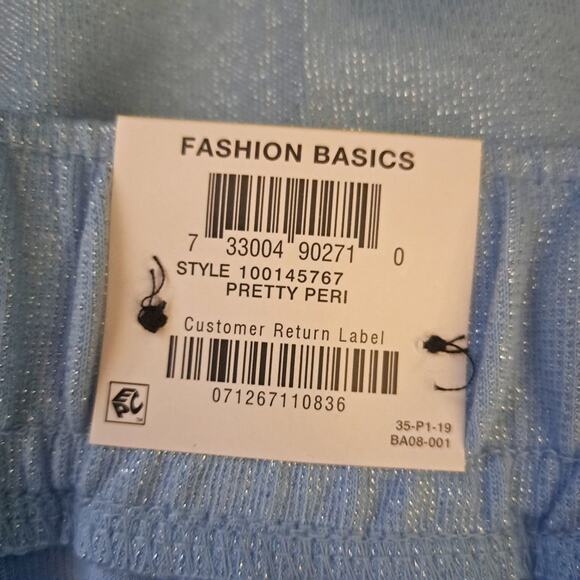 FASHION BASICS
7 33004 90271 0
STYLE 100145767
PRETTY PERI
Customer Return Label
071267110836
EPC
TM
35-P1-19
BA08-001